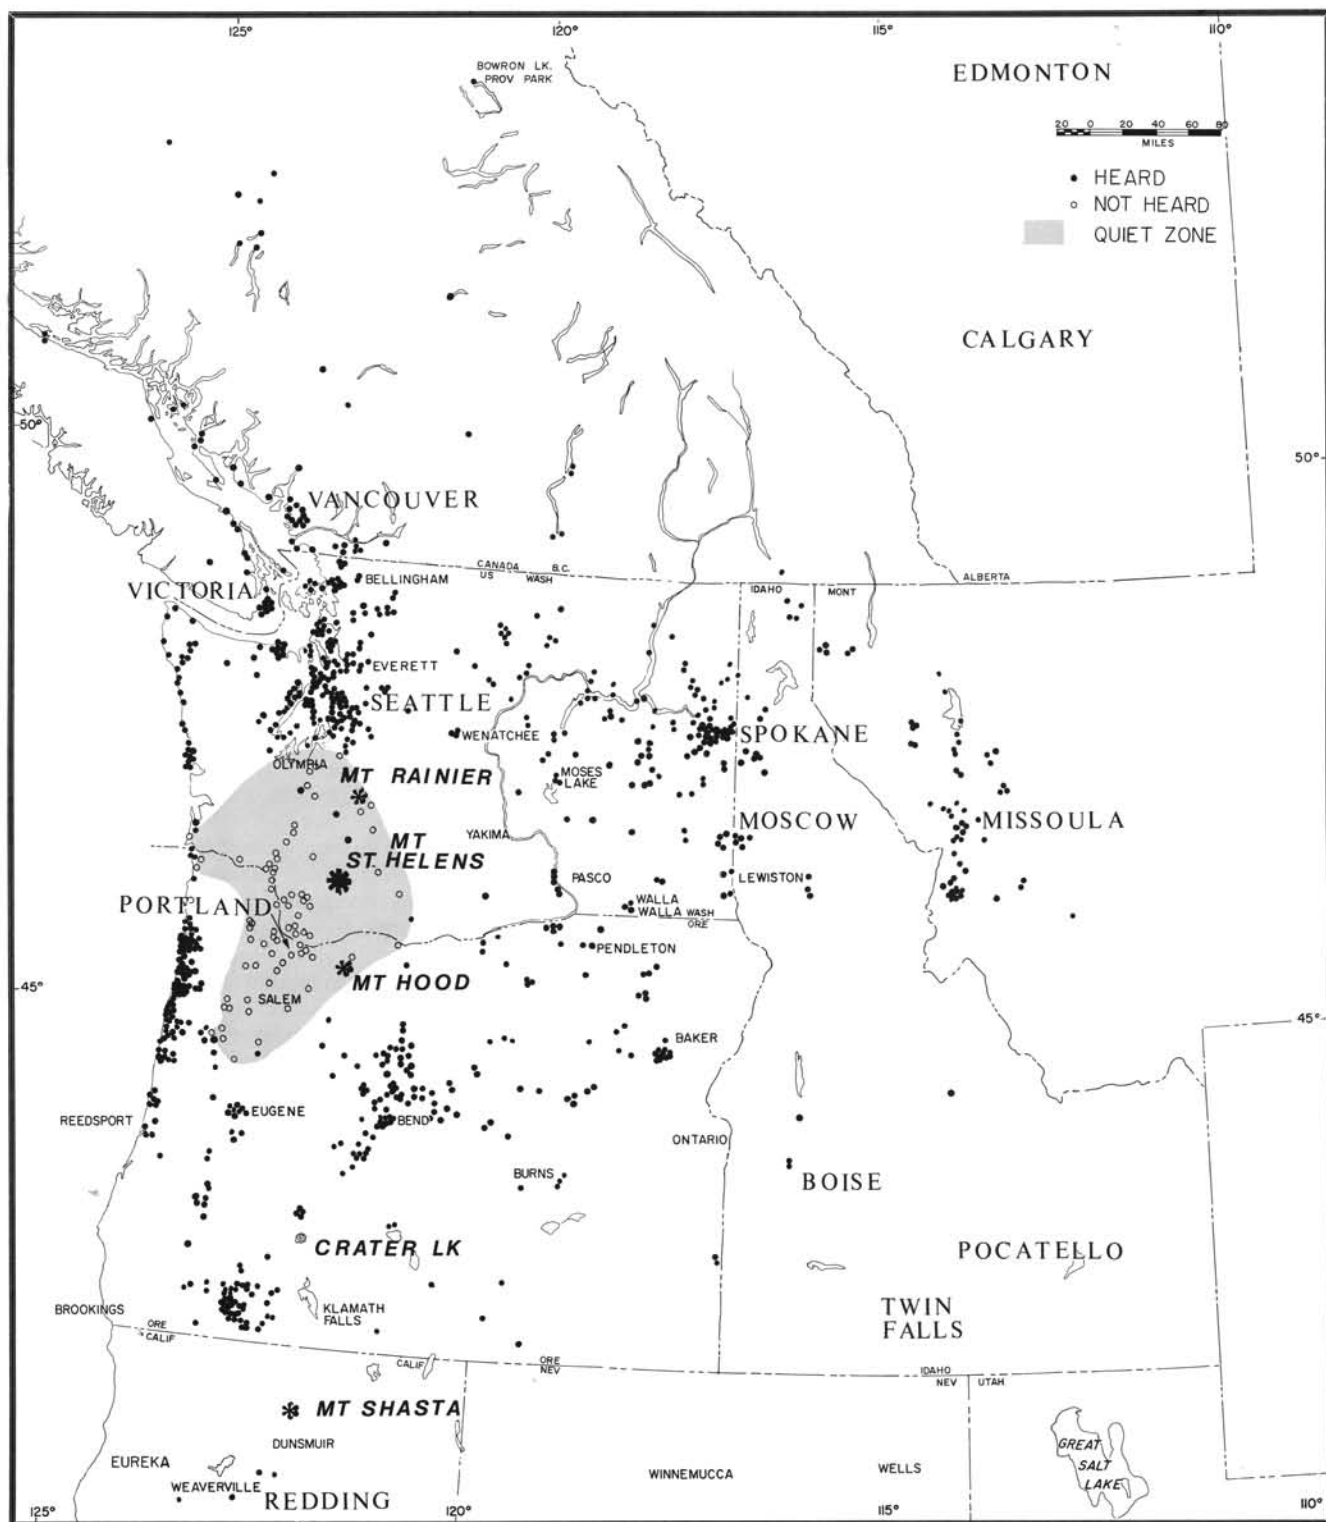 125°
120°
115°
110°
BOWRON LK.
PROV PARK
EDMONTON
20 0 20 40 60 80
MILES
HEARD
NOT HEARD
QUIET ZONE
CALGARY
50°
50°
VANCOUVER
CANADA
US
WASH
B.C.
ALBERTA
BELLINGHAM
VICTORIA
IDAHO
MONT
EVERETT
SEATTLE
WENATCHEE
SPOKANE
OLYMPIA
MT RAINIER
MOSES
LAKE
YAKIMA
MOSCOW
MISSOULA
MT
ST HELENS
PASCO
LEWISTON
PORTLAND
WALLA
WALLA
WASH
ORE
PENDLETON
45°
MT HOOD
SALEM
45°
BAKER
REEDSPORT
EUGENE
BEND
ONTARIO
BURNS
BOISE
CRATER LK
POCATELLO
BROOKINGS
KLAMATH
FALLS
TWIN
FALLS
ORE
CALIF
CALIF
ORE
NEV
IDAHO
NEV
UTAH
MT SHASTA
DUNSMUIR
EUREKA
WEAVERVILLE
REDDING
WINNEMUCCA
WELLS
GREAT
SALT
LAKE
125°
120°
115°
110°